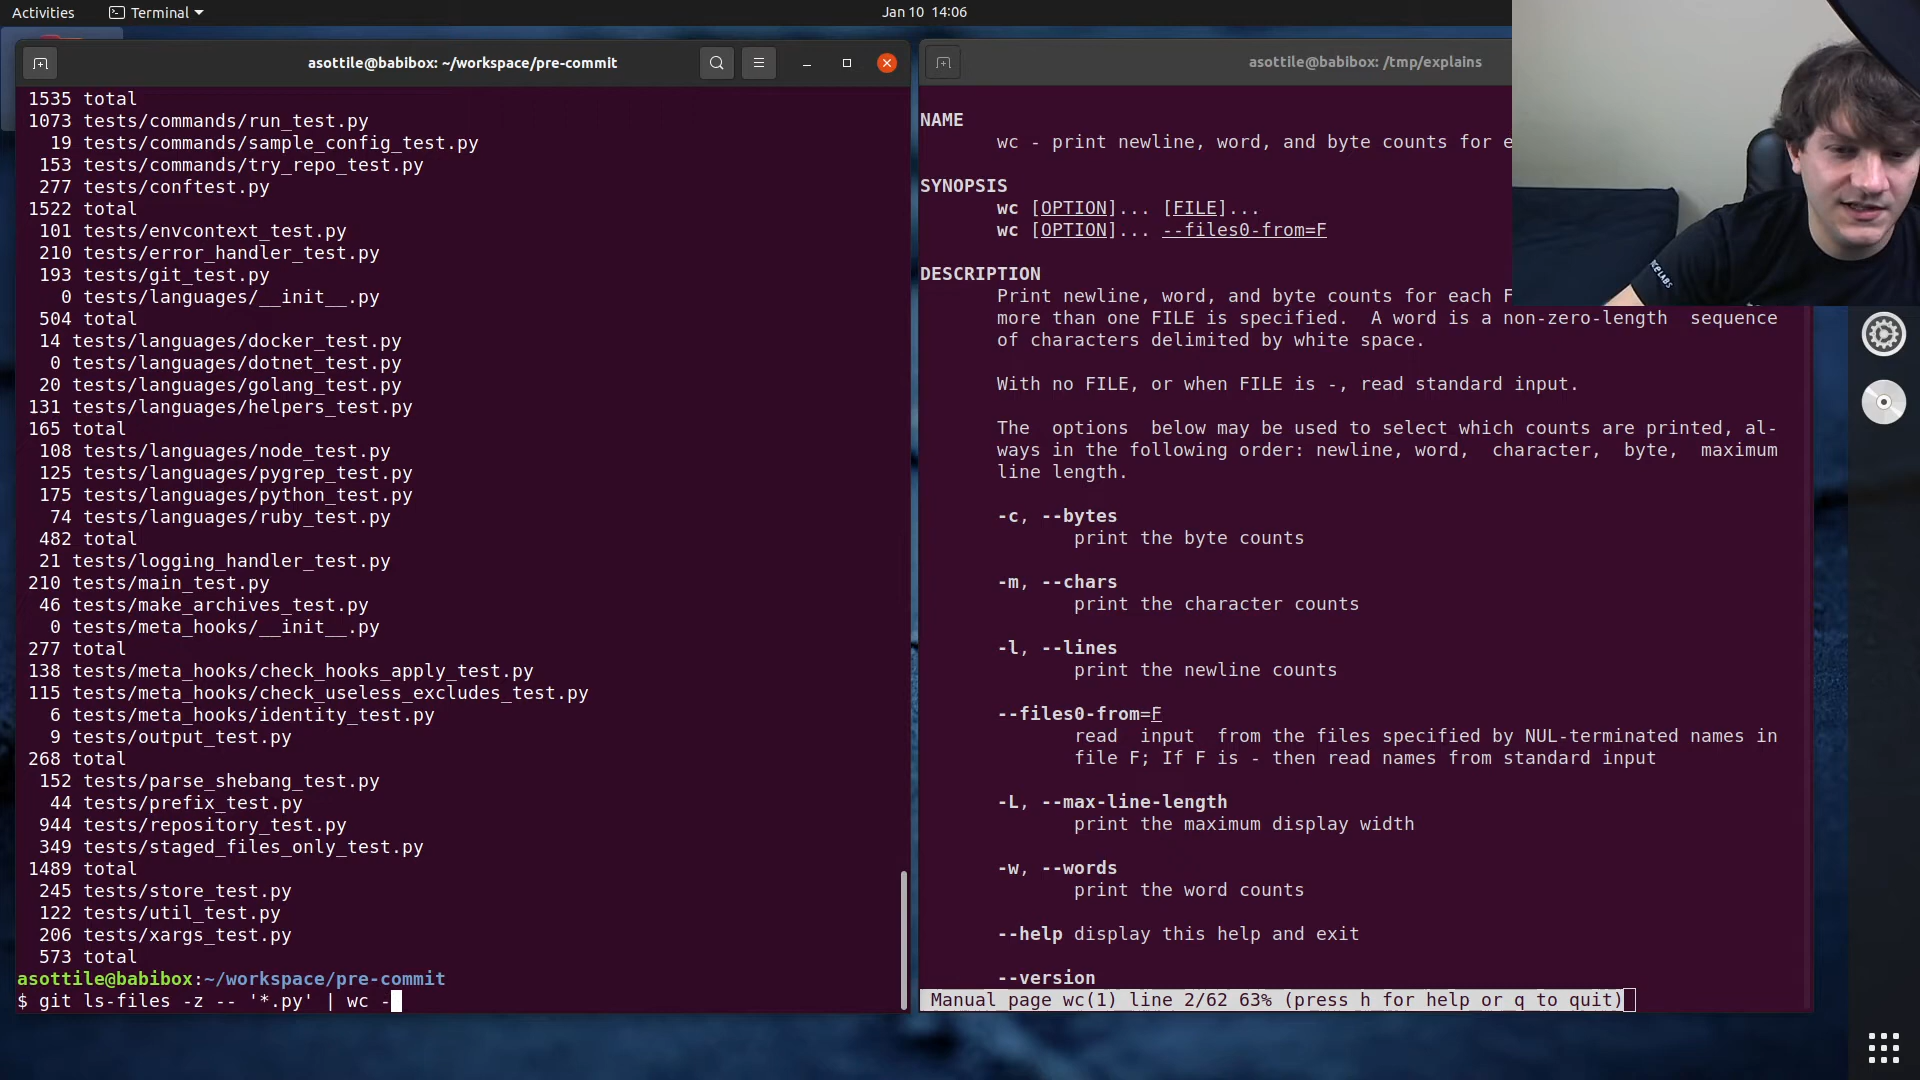 Activities
Terminal
Jan 10 14:06
asottile@babibox: ~/workspace/pre-commit
1535 total
1073 tests/commands/run_test.py
19 tests/commands/sample_config_test.py
153 tests/commands/try_repo_test.py
277 tests/conftest.py
1522 total
101 tests/envcontext_test.py
210 tests/error_handler_test.py
193 tests/git_test.py
0 tests/languages/__init__.py
504 total
14 tests/languages/docker_test.py
0 tests/languages/dotnet_test.py
20 tests/languages/golang_test.py
131 tests/languages/helpers_test.py
165 total
108 tests/languages/node_test.py
125 tests/languages/pygrep_test.py
175 tests/languages/python_test.py
74 tests/languages/ruby_test.py
482 total
21 tests/logging_handler_test.py
210 tests/main_test.py
46 tests/make_archives_test.py
0 tests/meta_hooks/__init__.py
277 total
138 tests/meta_hooks/check_hooks_apply_test.py
115 tests/meta_hooks/check_useless_excludes_test.py
6 tests/meta_hooks/identity_test.py
9 tests/output_test.py
268 total
152 tests/parse_shebang_test.py
44 tests/prefix_test.py
944 tests/repository_test.py
349 tests/staged_files_only_test.py
1489 total
245 tests/store_test.py
122 tests/util_test.py
206 tests/xargs_test.py
573 total
asottile@babibox:~/workspace/pre-commit
$ git ls-files -z -- '*.py' | wc -
asottile@babibox: /tmp/explains
NAME
wc - print newline, word, and byte counts for e
SYNOPSIS
wc [OPTION]... [FILE]...
wc [OPTION]... --files0-from=F
DESCRIPTION
Print newline, word, and byte counts for each F
more than one FILE is specified.  A word is a non-zero-length  sequence
of characters delimited by white space.
With no FILE, or when FILE is -, read standard input.
The  options  below may be used to select which counts are printed, al-
ways in the following order: newline, word,  character,  byte,  maximum
line length.
-c, --bytes
print the byte counts
-m, --chars
print the character counts
-l, --lines
print the newline counts
--files0-from=F
read  input  from the files specified by NUL-terminated names in
file F; If F is - then read names from standard input
-L, --max-line-length
print the maximum display width
-w, --words
print the word counts
--help display this help and exit
--version
Manual page wc(1) line 2/62 63% (press h for help or q to quit)